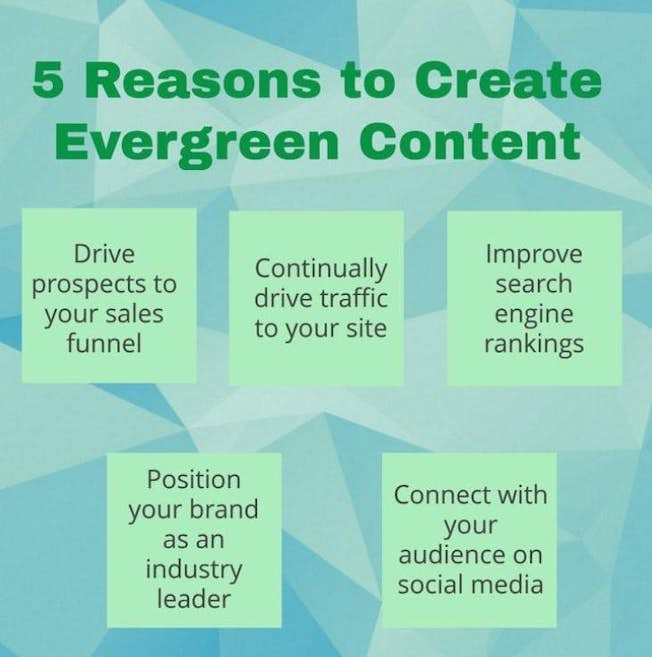 5 Reasons to Create
Evergreen Content
Drive
prospects to
your sales
funnel
Continually
drive traffic
to your site
Improve
search
engine
rankings
Position
your brand
as an
industry
leader
Connect with
your
audience on
social media